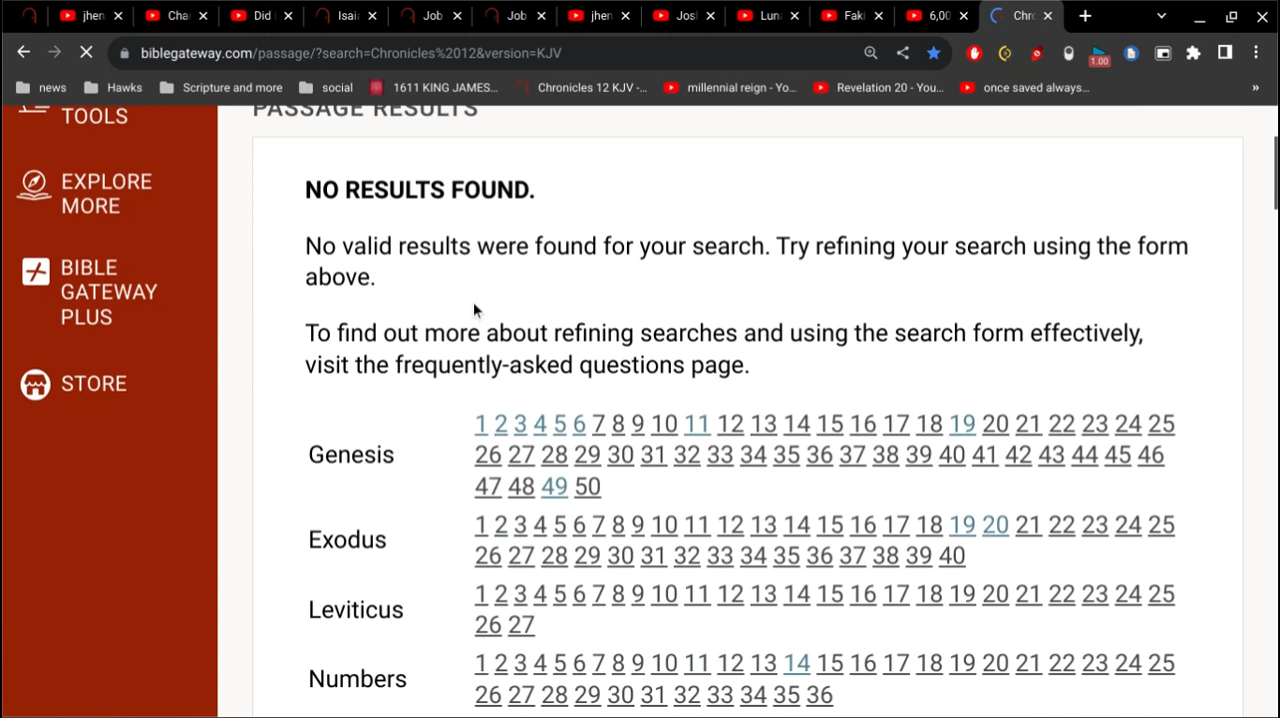 jhen
Cha
Did
Isai
Job
Job
jhen
Josl
Luna
Faki
6,00
Chro
biblegateway.com/passage/?search=Chronicles%2012&version=KJV
1.00
news
Hawks
Scripture and more
social
1611 KING JAMES...
Chronicles 12 KJV -...
millennial reign - Yo...
Revelation 20 - You...
once saved always...
»
TOOLS
EXPLORE
MORE
BIBLE
GATEWAY
PLUS
STORE
PASSAGE RESULTS
NO RESULTS FOUND.
No valid results were found for your search. Try refining your search using the form
above.
To find out more about refining searches and using the search form effectively,
visit the frequently-asked questions page.
Genesis
1 2 3 4 5 6 7 8 9 10 11 12 13 14 15 16 17 18 19 20 21 22 23 24 25
26 27 28 29 30 31 32 33 34 35 36 37 38 39 40 41 42 43 44 45 46
47 48 49 50
Exodus
1 2 3 4 5 6 7 8 9 10 11 12 13 14 15 16 17 18 19 20 21 22 23 24 25
26 27 28 29 30 31 32 33 34 35 36 37 38 39 40
Leviticus
1 2 3 4 5 6 7 8 9 10 11 12 13 14 15 16 17 18 19 20 21 22 23 24 25
26 27
Numbers
1 2 3 4 5 6 7 8 9 10 11 12 13 14 15 16 17 18 19 20 21 22 23 24 25
26 27 28 29 30 31 32 33 34 35 36